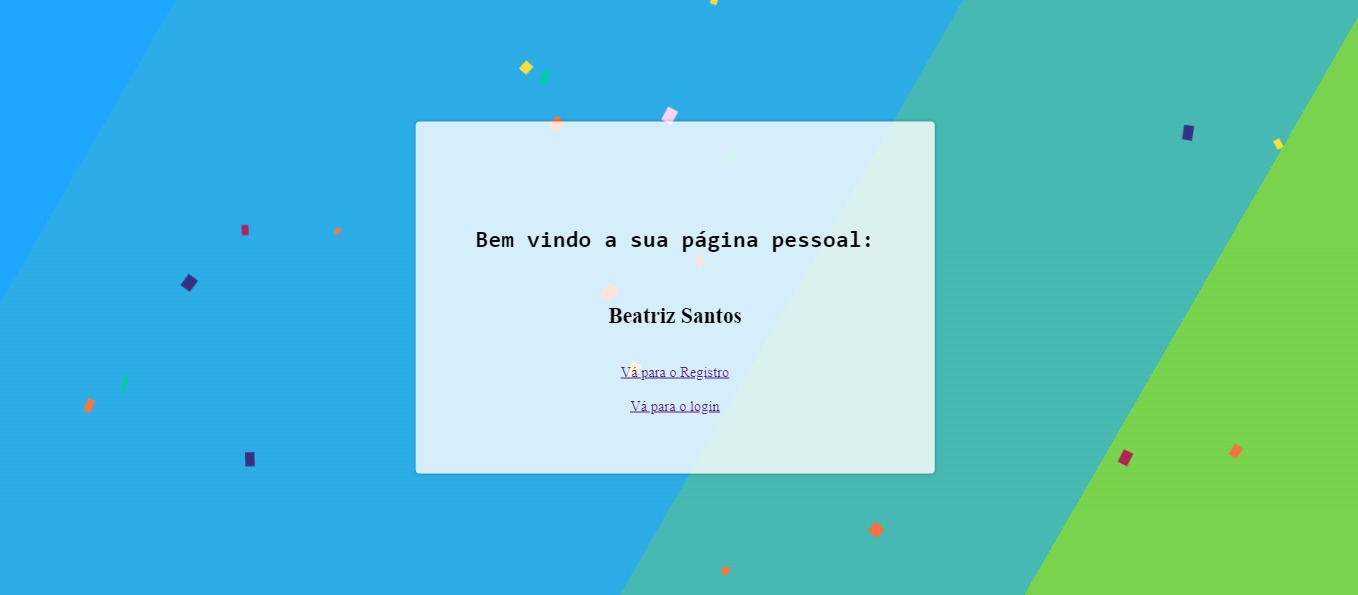 Bem vindo a sua página pessoal:
Beatriz Santos
Vá para o Registro
Vá para o login